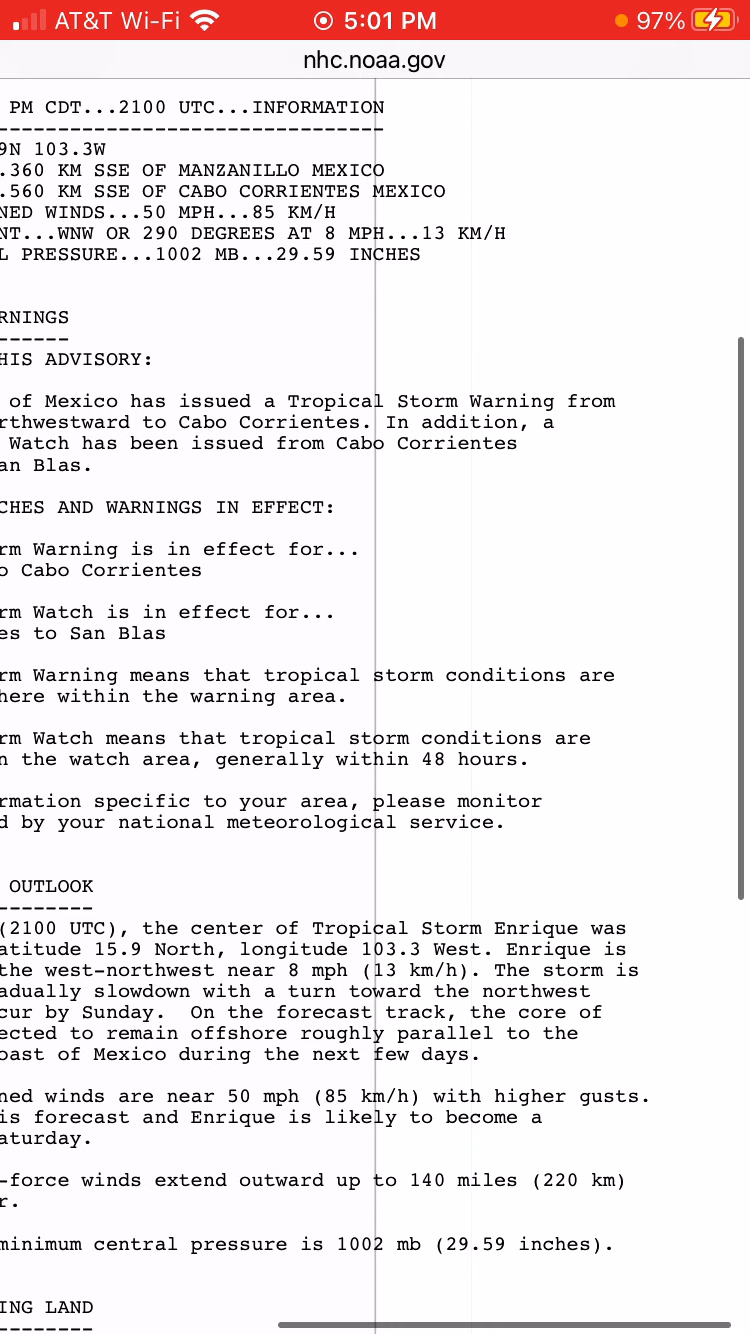 AT&T Wi-Fi 5:01 PM 97%
nhc.noaa.gov
PM CDT...2100 UTC...INFORMATION
--------------------------------
9N 103.3W
.360 KM SSE OF MANZANILLO MEXICO
.560 KM SSE OF CABO CORRIENTES MEXICO
NED WINDS...50 MPH...85 KM/H
NT...WNW OR 290 DEGREES AT 8 MPH...13 KM/H
L PRESSURE...1002 MB...29.59 INCHES
RNINGS
------
HIS ADVISORY:
of Mexico has issued a Tropical Storm Warning from
rthwestward to Cabo Corrientes. In addition, a
Watch has been issued from Cabo Corrientes
an Blas.
CHES AND WARNINGS IN EFFECT:
rm Warning is in effect for...
o Cabo Corrientes
rm Watch is in effect for...
es to San Blas
rm Warning means that tropical storm conditions are
here within the warning area.
rm Watch means that tropical storm conditions are
n the watch area, generally within 48 hours.
rmation specific to your area, please monitor
d by your national meteorological service.
OUTLOOK
--------
(2100 UTC), the center of Tropical Storm Enrique was
atitude 15.9 North, longitude 103.3 West. Enrique is
the west-northwest near 8 mph (13 km/h). The storm is
adually slowdown with a turn toward the northwest
cur by Sunday.  On the forecast track, the core of
ected to remain offshore roughly parallel to the
oast of Mexico during the next few days.
ned winds are near 50 mph (85 km/h) with higher gusts.
is forecast and Enrique is likely to become a
aturday.
-force winds extend outward up to 140 miles (220 km)
r.
minimum central pressure is 1002 mb (29.59 inches).
ING LAND
--------